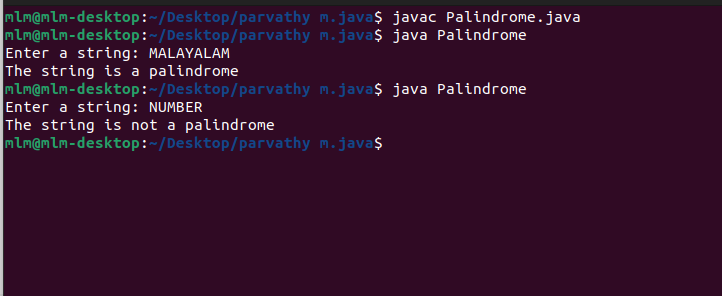 mlm@mlm-desktop:~/Desktop/parvathy m.java$ javac Palindrome.java
mlm@mlm-desktop:~/Desktop/parvathy m.java$ java Palindrome
Enter a string: MALAYALAM
The string is a palindrome
mlm@mlm-desktop:~/Desktop/parvathy m.java$ java Palindrome
Enter a string: NUMBER
The string is not a palindrome
mlm@mlm-desktop:~/Desktop/parvathy m.java$